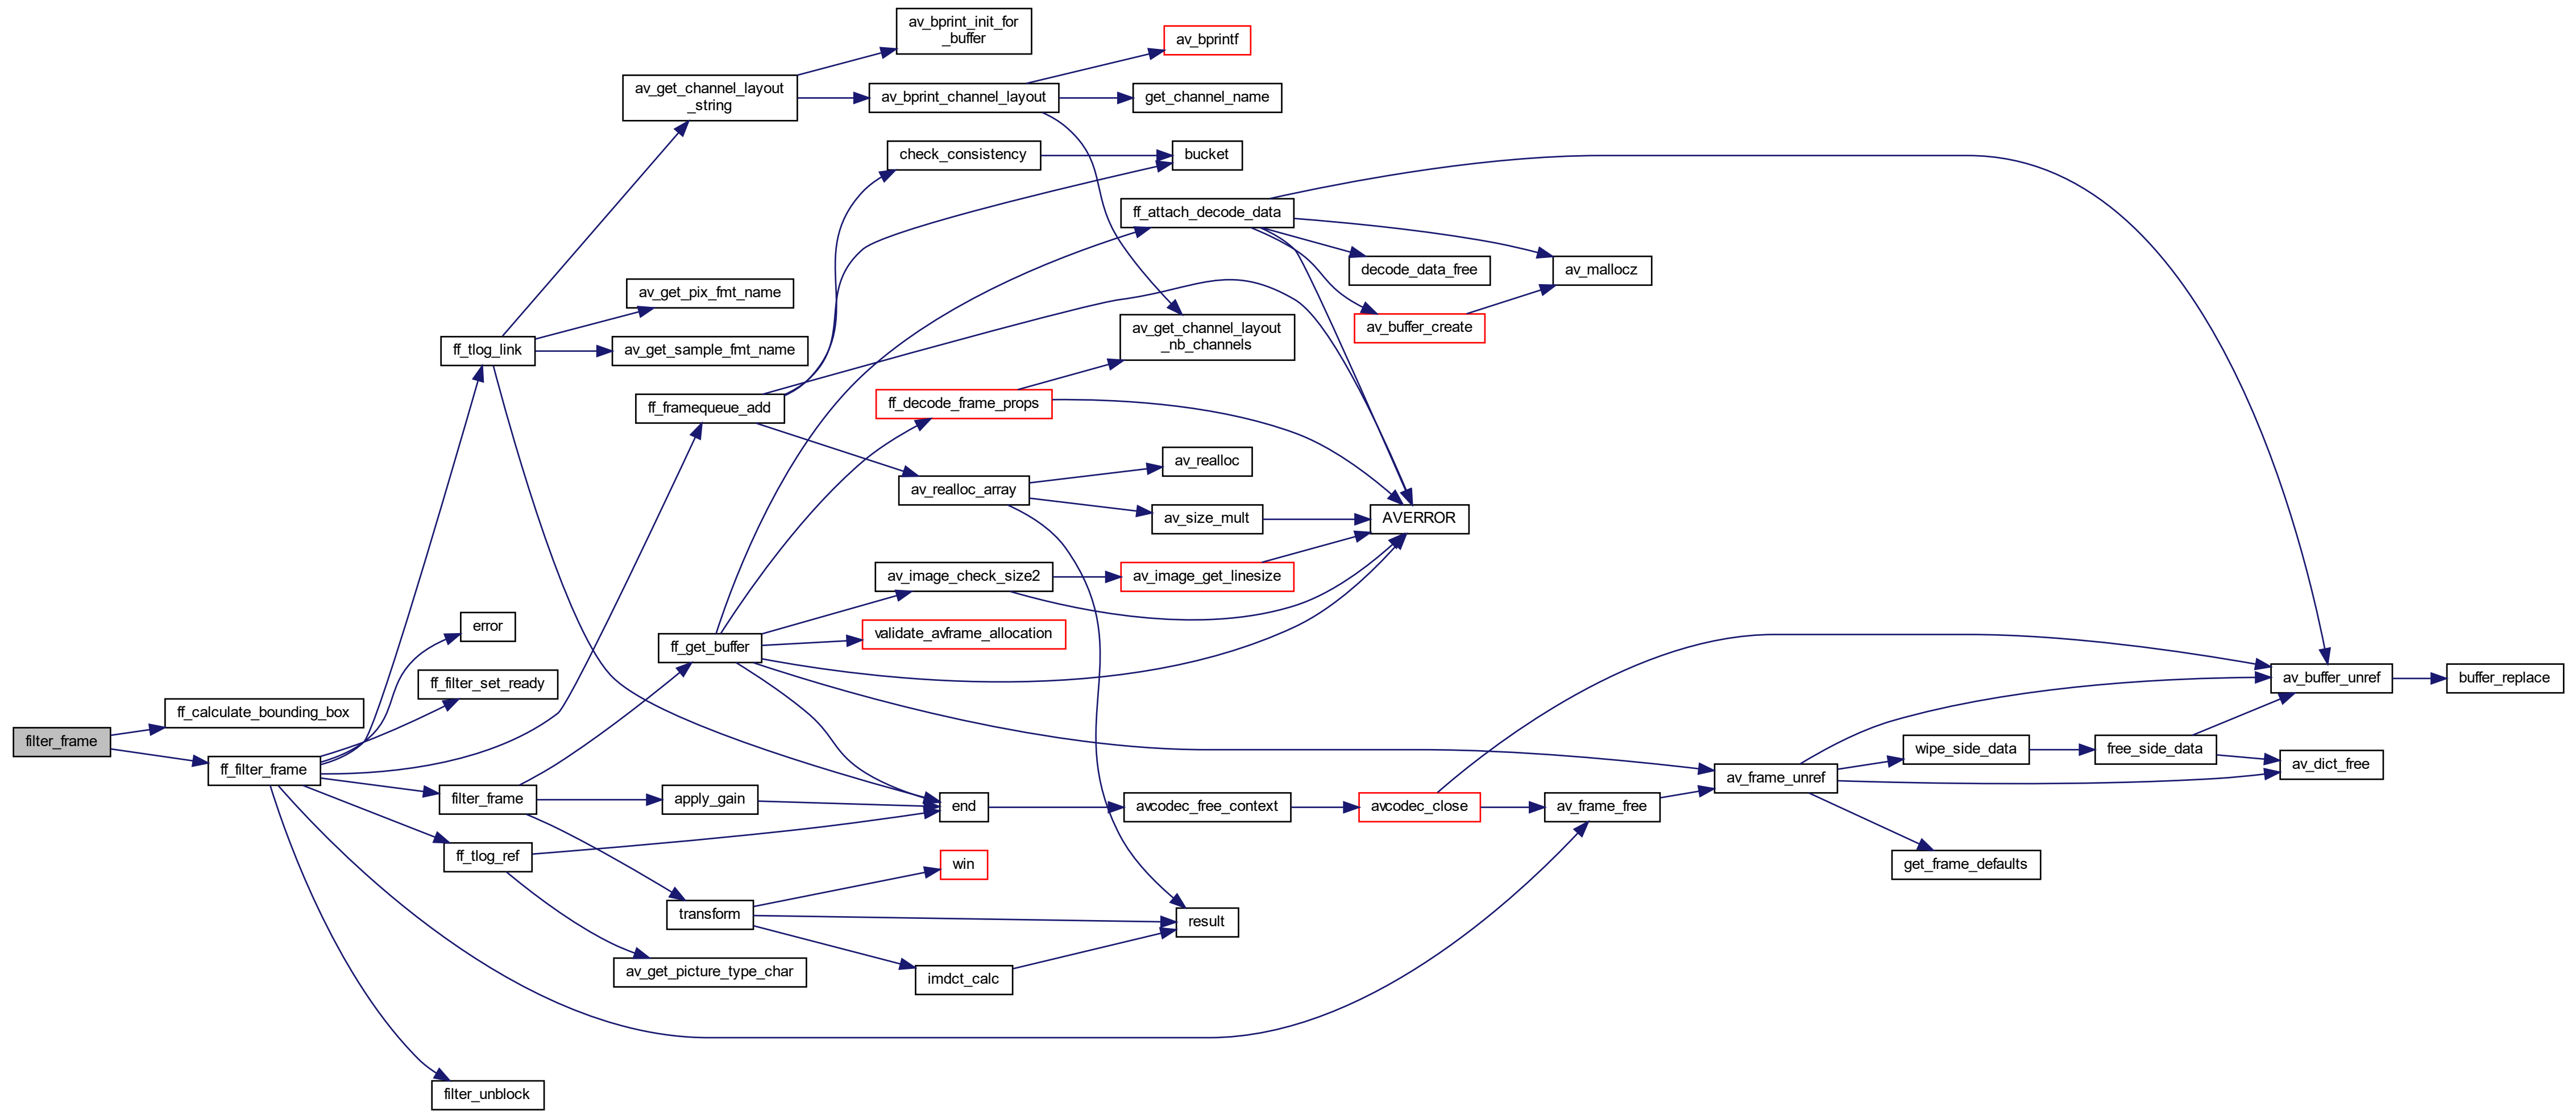 av_bprint_init_for
_buffer
av_bprintf
av_get_channel_layout
_string
av_bprint_channel_layout
get_channel_name
check_consistency
bucket
ff_attach_decode_data
decode_data_free
av_mallocz
av_get_pix_fmt_name
av_buffer_create
av_get_channel_layout
_nb_channels
ff_tlog_link
av_get_sample_fmt_name
ff_framequeue_add
ff_decode_frame_props
av_realloc
av_realloc_array
av_size_mult
AVERROR
av_image_check_size2
av_image_get_linesize
error
validate_avframe_allocation
ff_get_buffer
ff_filter_set_ready
av_buffer_unref
buffer_replace
ff_calculate_bounding_box
filter_frame
wipe_side_data
free_side_data
av_dict_free
ff_filter_frame
av_frame_unref
filter_frame
apply_gain
end
avcodec_free_context
avcodec_close
av_frame_free
ff_tlog_ref
win
get_frame_defaults
transform
result
av_get_picture_type_char
imdct_calc
filter_unblock